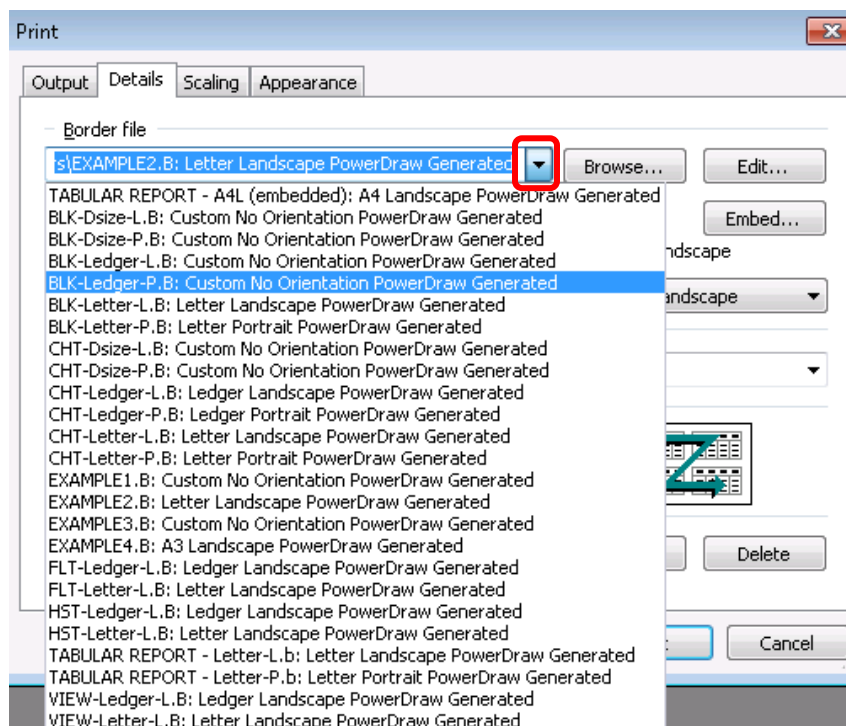 Print
Output Details Scaling Appearance
Border file
s\EXAMPLE2.B: Letter Landscape PowerDraw Generated Browse... Edit...
TABULAR REPORT - A4L (embedded): A4 Landscape PowerDraw Generated
BLK-Dsize-L.B: Custom No Orientation PowerDraw Generated Embed...
BLK-Dsize-P.B: Custom No Orientation PowerDraw Generated
BLK-Ledger-L.B: Custom No Orientation PowerDraw Generated ndscape
BLK-Ledger-P.B: Custom No Orientation PowerDraw Generated
BLK-Letter-L.B: Letter Landscape PowerDraw Generated andscape
BLK-Letter-P.B: Letter Portrait PowerDraw Generated
CHT-Dsize-L.B: Custom No Orientation PowerDraw Generated
CHT-Dsize-P.B: Custom No Orientation PowerDraw Generated
CHT-Ledger-L.B: Ledger Landscape PowerDraw Generated
CHT-Ledger-P.B: Ledger Portrait PowerDraw Generated
CHT-Letter-L.B: Letter Landscape PowerDraw Generated
CHT-Letter-P.B: Letter Portrait PowerDraw Generated
EXAMPLE1.B: Custom No Orientation PowerDraw Generated
EXAMPLE2.B: Letter Landscape PowerDraw Generated
EXAMPLE3.B: Custom No Orientation PowerDraw Generated
EXAMPLE4.B: A3 Landscape PowerDraw Generated
FLT-Ledger-L.B: Ledger Landscape PowerDraw Generated Delete
FLT-Letter-L.B: Letter Landscape PowerDraw Generated
HST-Ledger-L.B: Ledger Landscape PowerDraw Generated
HST-Letter-L.B: Letter Landscape PowerDraw Generated Cancel
TABULAR REPORT - Letter-L.b: Letter Landscape PowerDraw Generated
TABULAR REPORT - Letter-P.b: Letter Portrait PowerDraw Generated
VIEW-Ledger-L.B: Ledger Landscape PowerDraw Generated
VIEW-Letter-L.B: Letter Landscape PowerDraw Generated